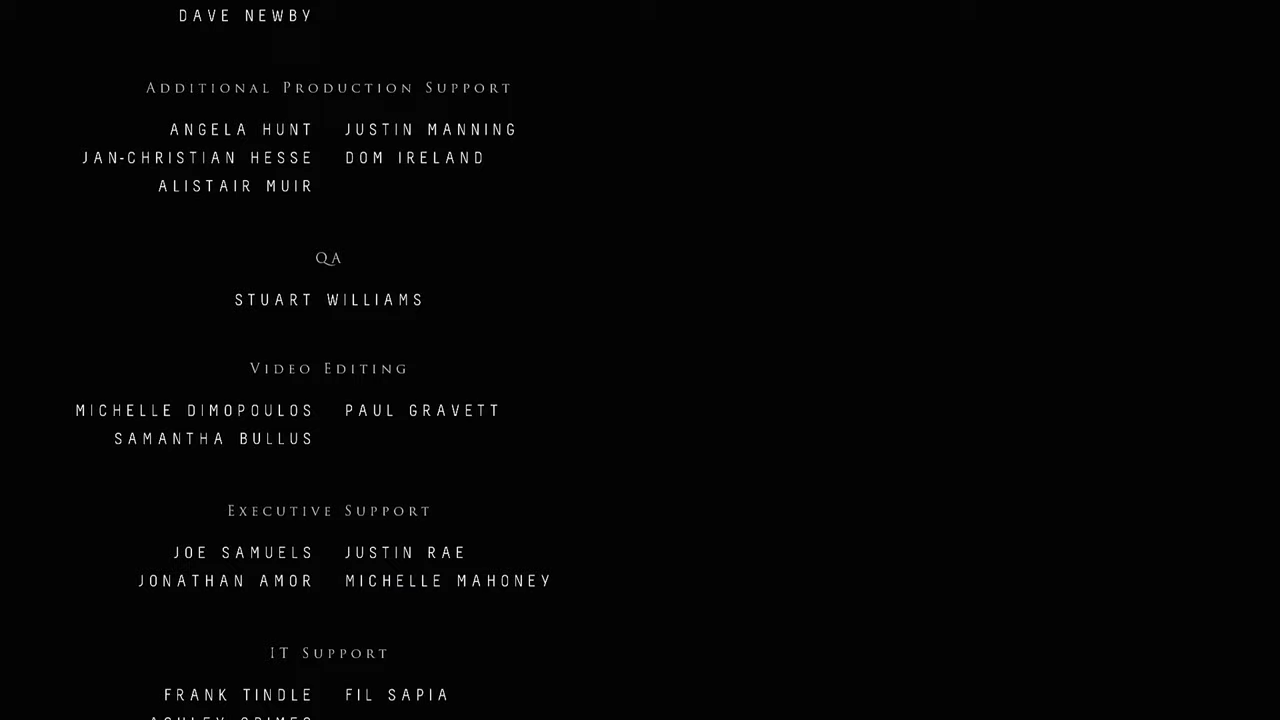 DAVE NEWBY
ADDITIONAL PRODUCTION SUPPORT
ANGELA HUNT JUSTIN MANNING
JAN-CHRISTIAN HESSE DOM IRELAND
ALISTAIR MUIR
QA
STUART WILLIAMS
VIDEO EDITING
MICHELLE DIMOPOULOS PAUL GRAVETT
SAMANTHA BULLUS
EXECUTIVE SUPPORT
JOE SAMUELS JUSTIN RAE
JONATHAN AMOR MICHELLE MAHONEY
IT SUPPORT
FRANK TINDLE FIL SAPIA